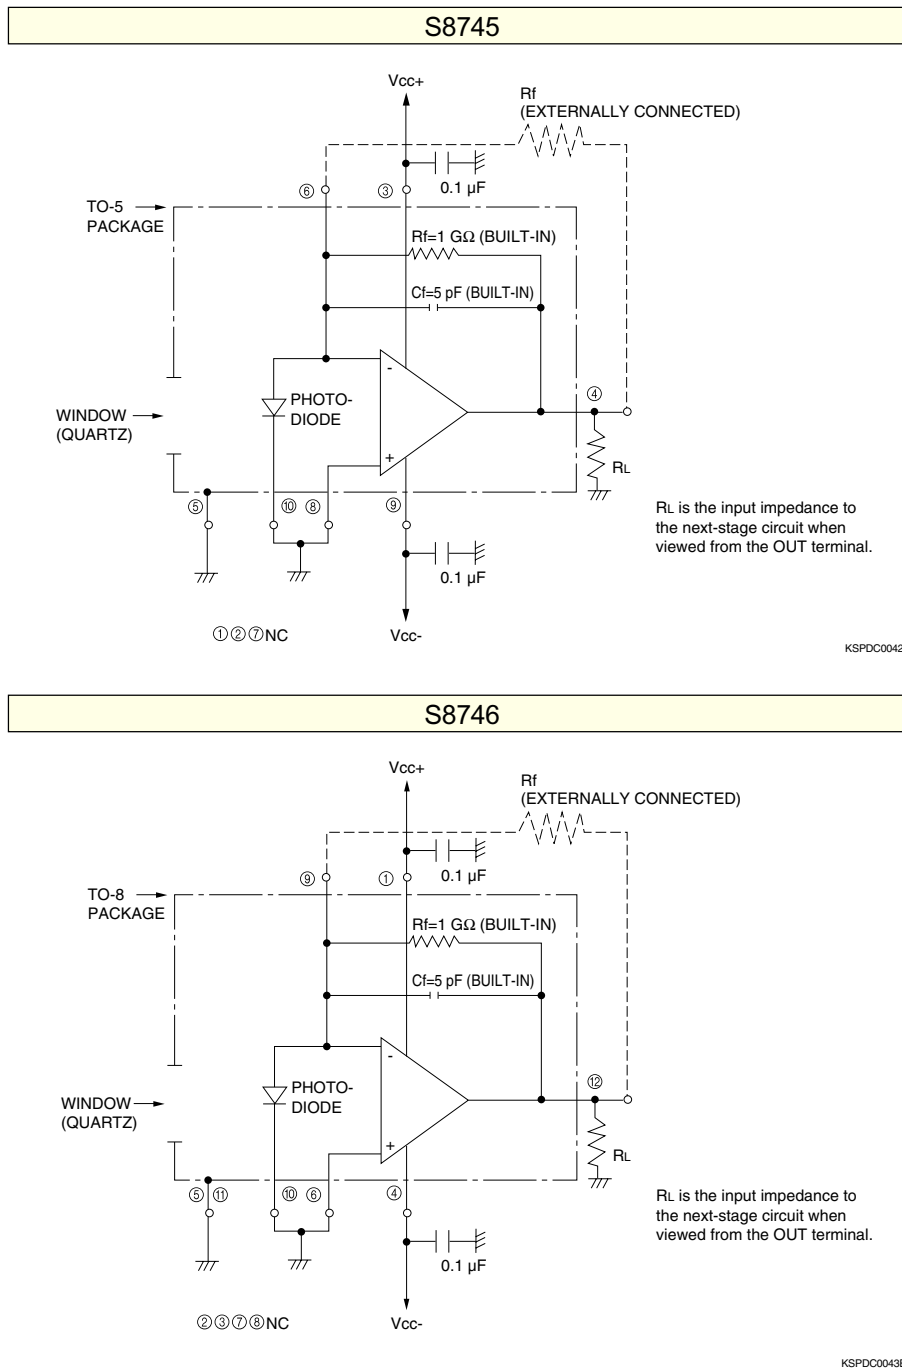 S8745
Vcc+
Rf
(EXTERNALLY CONNECTED)
0.1 µF
⑥
③
TO-5
PACKAGE
Rf=1 GΩ (BUILT-IN)
Cf=5 pF (BUILT-IN)
-
PHOTO-
DIODE
④
WINDOW
(QUARTZ)
+
RL
⑤
⑩
⑧
⑨
RL is the input impedance to
the next-stage circuit when
viewed from the OUT terminal.
0.1 µF
①②⑦NC
Vcc-
KSPDC0042
S8746
Vcc+
Rf
(EXTERNALLY CONNECTED)
0.1 µF
⑨
①
TO-8
PACKAGE
Rf=1 GΩ (BUILT-IN)
Cf=5 pF (BUILT-IN)
-
PHOTO-
DIODE
⑫
WINDOW
(QUARTZ)
+
RL
⑤ ⑪
⑩
⑥
④
RL is the input impedance to
the next-stage circuit when
viewed from the OUT terminal.
0.1 µF
②③⑦⑧NC
Vcc-
KSPDC0043